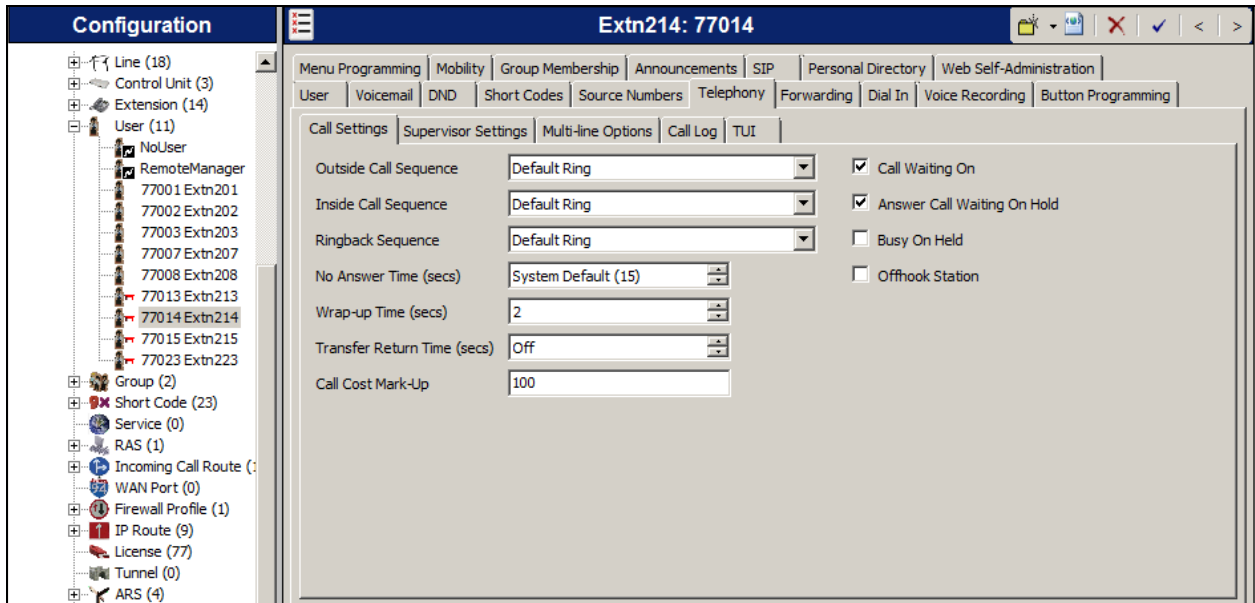 Configuration
Extn214: 77014
Line (18)
Control Unit (3)
Extension (14)
User (11)
NoUser
RemoteManager
77001 Extn201
77002 Extn202
77003 Extn203
77007 Extn207
77008 Extn208
77013 Extn213
77014 Extn214
77015 Extn215
77023 Extn223
Group (2)
Short Code (23)
Service (0)
RAS (1)
Incoming Call Route (
WAN Port (0)
Firewall Profile (1)
IP Route (9)
License (77)
Tunnel (0)
ARS (4)
Menu Programming Mobility Group Membership Announcements SIP Personal Directory Web Self-Administration
User Voicemail DND Short Codes Source Numbers Telephony Forwarding Dial In Voice Recording Button Programming
Call Settings Supervisor Settings Multi-line Options Call Log TUI
Outside Call Sequence Default Ring Call Waiting On
Inside Call Sequence Default Ring Answer Call Waiting On Hold
Ringback Sequence Default Ring Busy On Held
No Answer Time (secs) System Default (15) Offhook Station
Wrap-up Time (secs) 2
Transfer Return Time (secs) Off
Call Cost Mark-Up 100